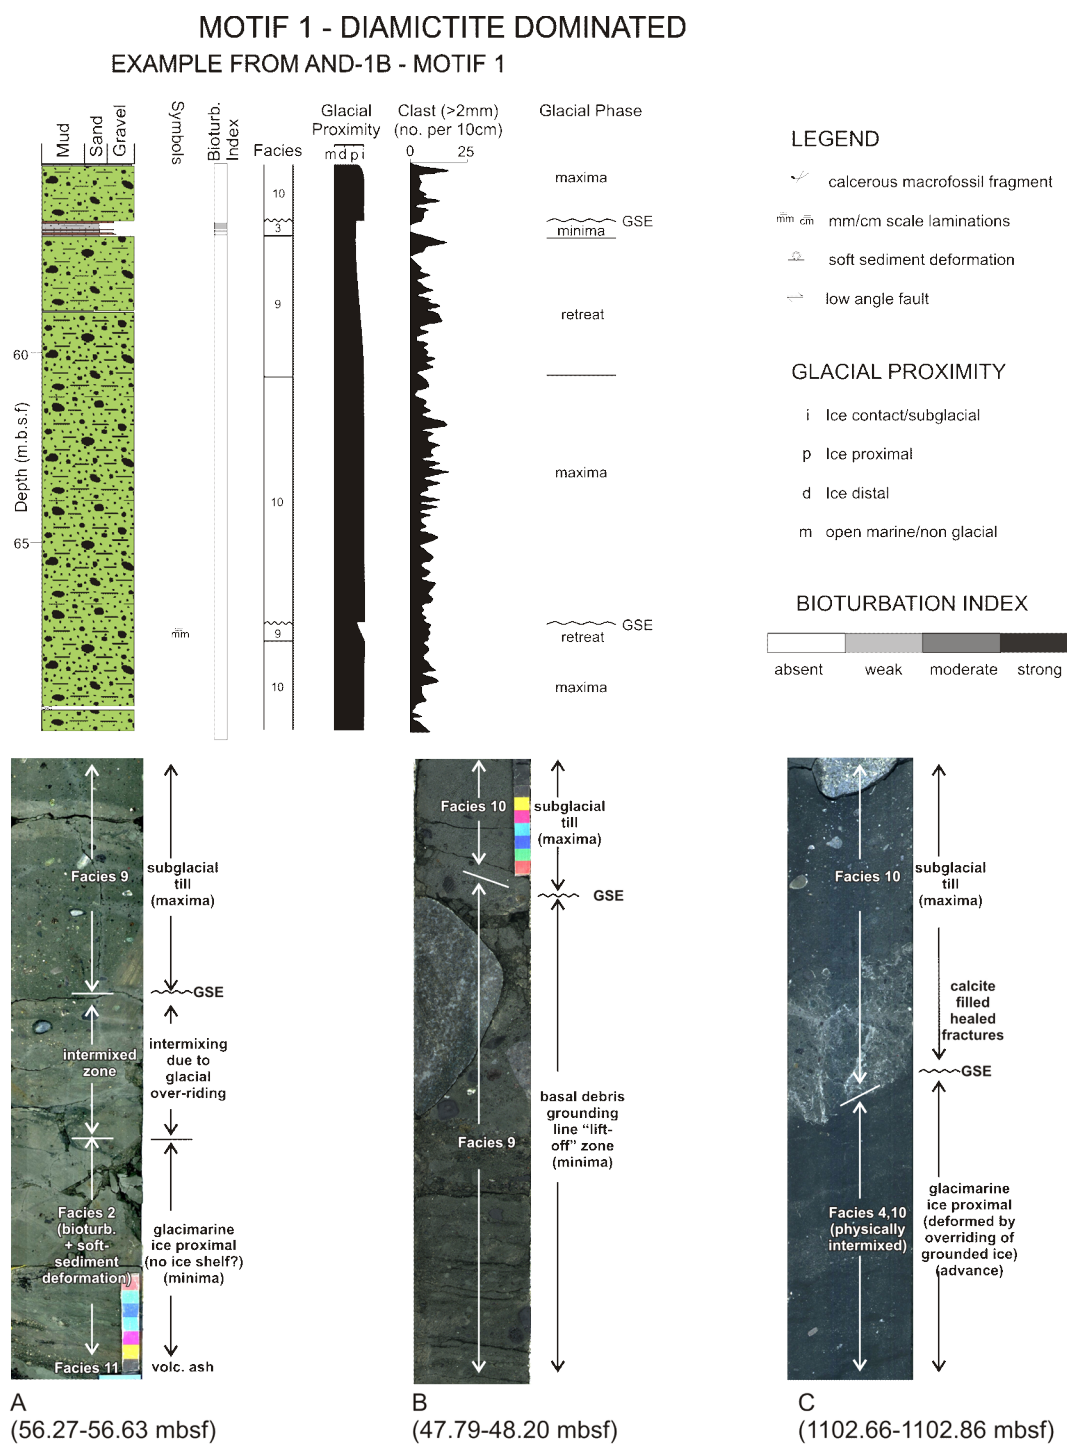 MOTIF 1 - DIAMICTITE DOMINATED
EXAMPLE FROM AND-1B - MOTIF 1
Mud
Sand
Gravel
Symbols
Bioturb.
Index
Facies
Glacial
Proximity
m d p i
Clast (>2mm)
(no. per 10cm)
0 25
Glacial Phase
10
3
9
10
9
10
maxima
GSE
minima
retreat
maxima
GSE
retreat
maxima
60
65
Depth (m.b.s.f)
mm
LEGEND
calcerous macrofossil fragment
mm cm mm/cm scale laminations
soft sediment deformation
low angle fault
GLACIAL PROXIMITY
i Ice contact/subglacial
p Ice proximal
d Ice distal
m open marine/non glacial
BIOTURBATION INDEX
absent weak moderate strong
Facies 9
subglacial
till
(maxima)
GSE
intermixed
zone
intermixing
due to
glacial
over-riding
Facies 2
(bioturb.
+ soft-
sediment
deformation)
glacimarine
ice proximal
(no ice shelf?)
(minima)
Facies 11
volc. ash
A
(56.27-56.63 mbsf)
Facies 10
subglacial
till
(maxima)
GSE
Facies 9
basal debris
grounding
line “lift-
off” zone
(minima)
B
(47.79-48.20 mbsf)
Facies 10
subglacial
till
(maxima)
calcite
filled
healed
fractures
GSE
Facies 4,10
(physically
intermixed)
glacimarine
ice proximal
(deformed by
overriding of
grounded ice)
(advance)
C
(1102.66-1102.86 mbsf)